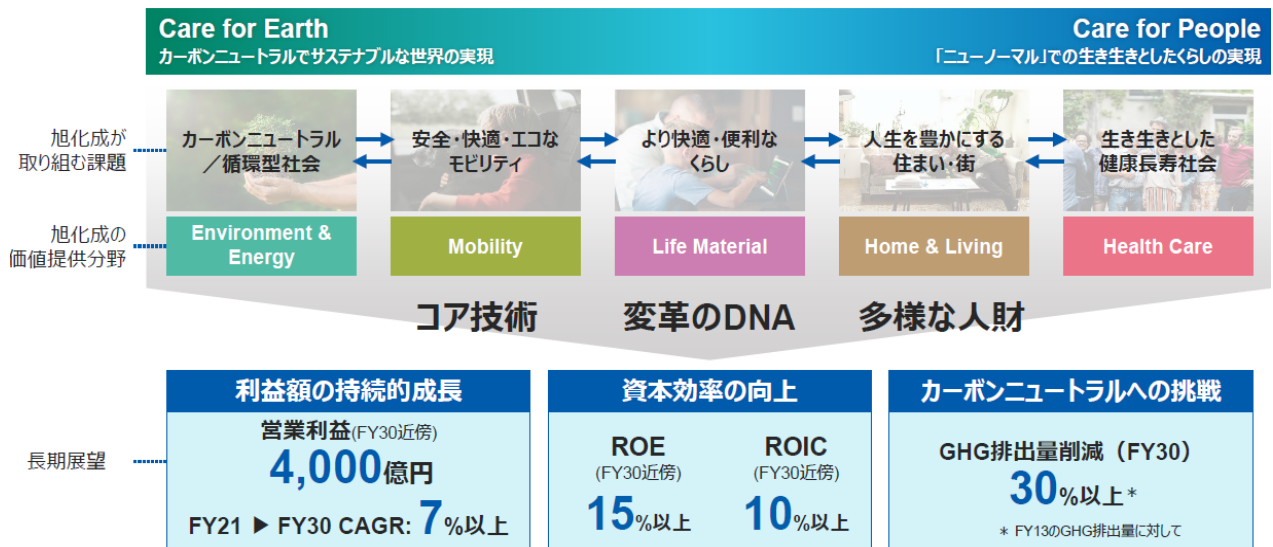 Care for Earth
カーボンニュートラルでサステナブルな世界の実現
Care for People
「ニューノーマル」での生き生きとしたくらしの実現
旭化成が
取り組む課題
カーボンニュートラル
／循環型社会
安全・快適・エコな
モビリティ
より快適・便利な
くらし
人生を豊かにする
住まい・街
生き生きとした
健康長寿社会
旭化成の
価値提供分野
Environment &
Energy
Mobility
Life Material
Home & Living
Health Care
コア技術
変革のDNA
多様な人財
長期展望
利益額の持続的成長
営業利益(FY30近傍)
4,000億円
FY21 ▶ FY30 CAGR: 7%以上
資本効率の向上
ROE
(FY30近傍)
15%以上
ROIC
(FY30近傍)
10%以上
カーボンニュートラルへの挑戦
GHG排出量削減（FY30）
30%以上*
* FY13のGHG排出量に対して